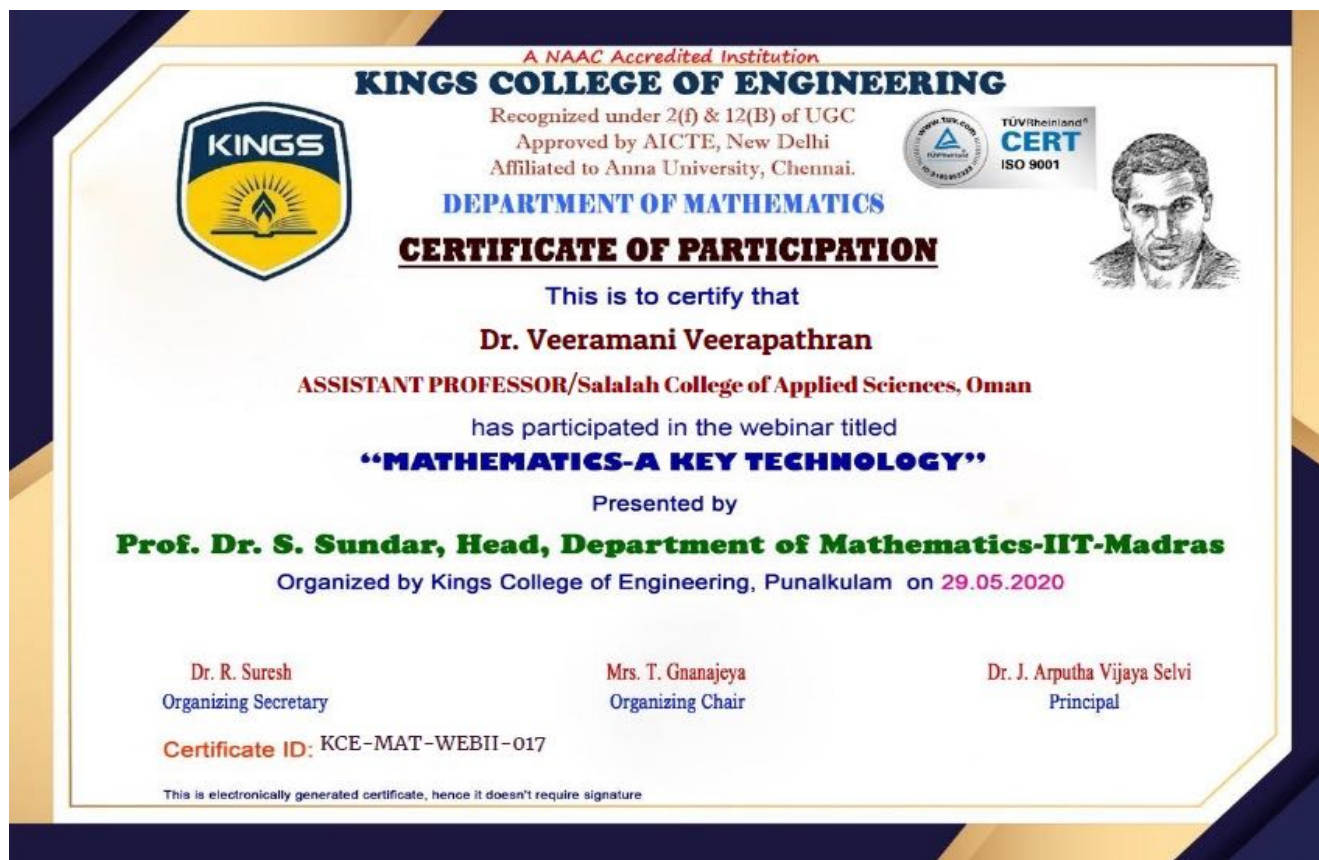 A NAAC Accredited Institution
KINGS COLLEGE OF ENGINEERING
KINGS
Recognized under 2(f) & 12(B) of UGC
Approved by AICTE, New Delhi
Affiliated to Anna University, Chennai.
www.tuv.com
TÜVRheinland
TÜVRheinland®
CERT
ISO 9001
DEPARTMENT OF MATHEMATICS
CERTIFICATE OF PARTICIPATION
This is to certify that
Dr. Veeramani Veerapathran
ASSISTANT PROFESSOR/Salalah College of Applied Sciences, Oman
has participated in the webinar titled
“MATHEMATICS-A KEY TECHNOLOGY”
Presented by
Prof. Dr. S. Sundar, Head, Department of Mathematics-IIT-Madras
Organized by Kings College of Engineering, Punalkulam on 29.05.2020
Dr. R. Suresh
Organizing Secretary
Mrs. T. Gnanajeya
Organizing Chair
Dr. J. Arputha Vijaya Selvi
Principal
Certificate ID: KCE-MAT-WEBII-017
This is electronically generated certificate, hence it doesn't require signature